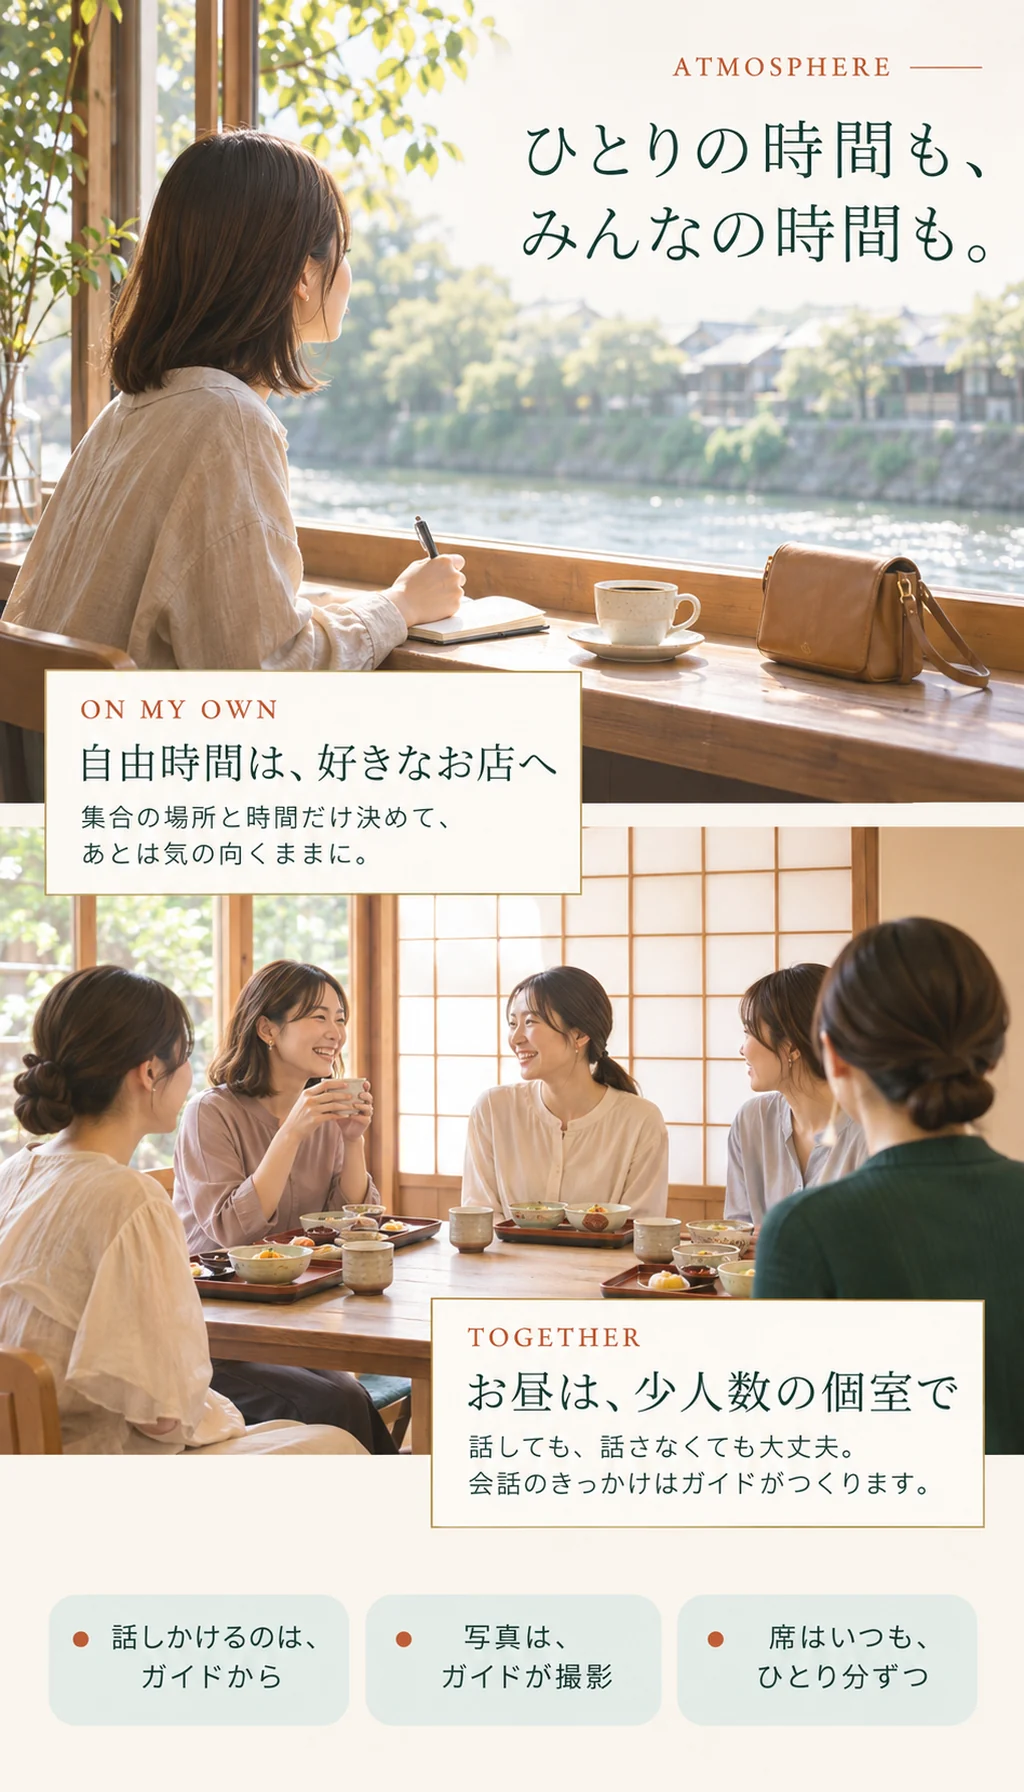 ATMOSPHERE
ひとりの時間も、
みんなの時間も。
ON MY OWN
自由時間は、好きなお店へ
集合の場所と時間だけ決めて、
あとは気の向くままに。
TOGETHER
お昼は、少人数の個室で
話しても、話さなくても大丈夫。
会話のきっかけはガイドがつくります。
話しかけるのは、
ガイドから
写真は、
ガイドが撮影
席はいつも、
ひとり分ずつ